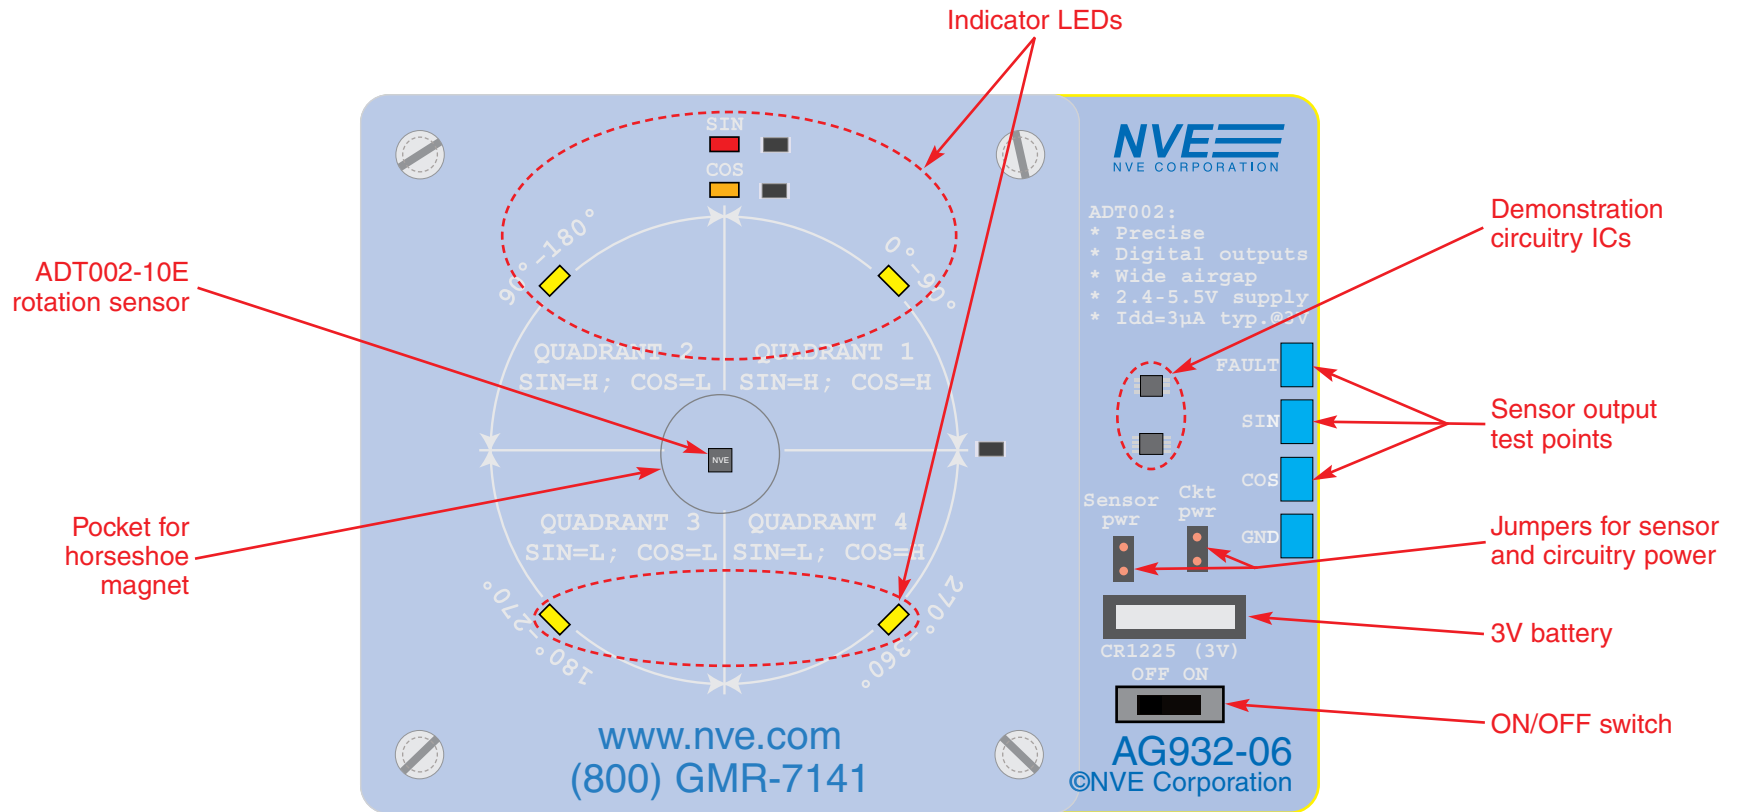 Indicator LEDs
SIN
COS
90°-180°
0°-90°
NVE
NVE CORPORATION
ADT002:
* Precise
* Digital outputs
* Wide airgap
* 2.4-5.5V supply
* Idd=3µA typ.@3V
Demonstration
circuitry ICs
ADT002-10E
rotation sensor
QUADRANT 2
SIN=H; COS=L
QUADRANT 1
SIN=H; COS=H
FAULT
SIN
COS
GND
Sensor output
test points
NVE
Pocket for
horseshoe
magnet
QUADRANT 3
SIN=L; COS=L
QUADRANT 4
SIN=L; COS=H
Sensor
pwr
Ckt
pwr
Jumpers for sensor
and circuitry power
180°-270°
270°-360°
3V battery
CR1225 (3V)
OFF ON
ON/OFF switch
www.nve.com
(800) GMR-7141
AG932-06
©NVE Corporation